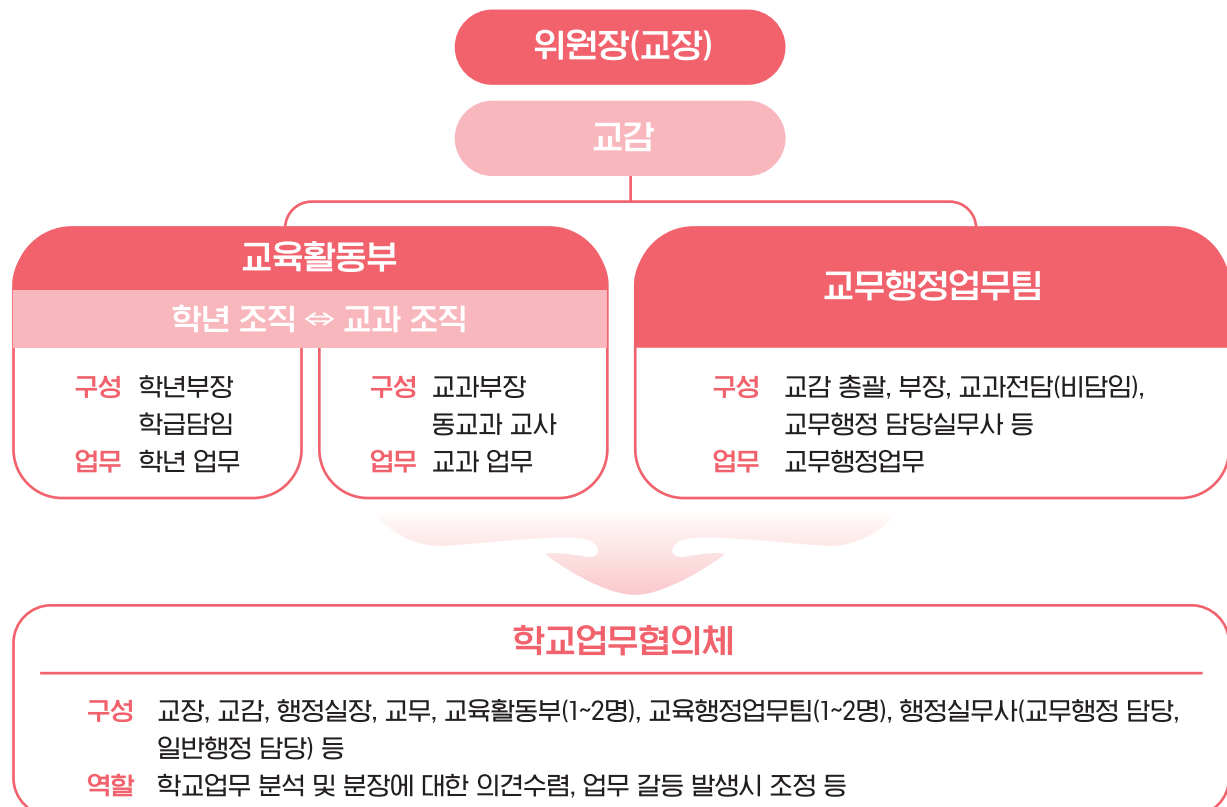 위원장(교장)
교감
교육활동부
학년 조직 ⇔ 교과 조직
구성 학년부장
학급담임
업무 학년 업무
구성 교과부장
동교과 교사
업무 교과 업무
교무행정업무팀
구성 교감 총괄, 부장, 교과전담(비담임),
교무행정 담당실무사 등
업무 교무행정업무
학교업무협의체
구성 교장, 교감, 행정실장, 교무, 교육활동부(1~2명), 교육행정업무팀(1~2명), 행정실무사(교무행정 담당,
일반행정 담당) 등
역할 학교업무 분석 및 분장에 대한 의견수렴, 업무 갈등 발생시 조정 등